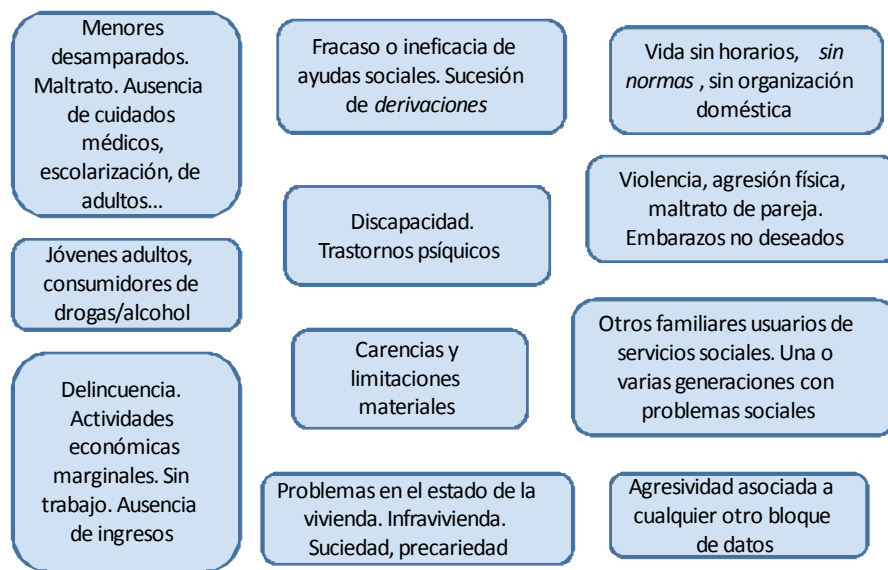 Menores
desamparados.
Maltrato. Ausencia
de cuidados
médicos,
escolarización, de
adultos...
Jóvenes adultos,
consumidores de
drogas/alcohol
Delincuencia.
Actividades
económicas
marginales. Sin
trabajo. Ausencia
de ingresos
Fracaso o ineficacia de
ayudas sociales. Sucesión
de derivaciones
Discapacidad.
Trastornos psíquicos
Carencias y
limitaciones
materiales
Problemas en el estado de la
vivienda. Infravivienda.
Suciedad, precariedad
Vida sin horarios, sin
normas , sin organización
doméstica
Violencia, agresión física,
maltrato de pareja.
Embarazos no deseados
Otros familiares usuarios de
servicios sociales. Una o
varias generaciones con
problemas sociales
Agresividad asociada a
cualquier otro bloque
de datos